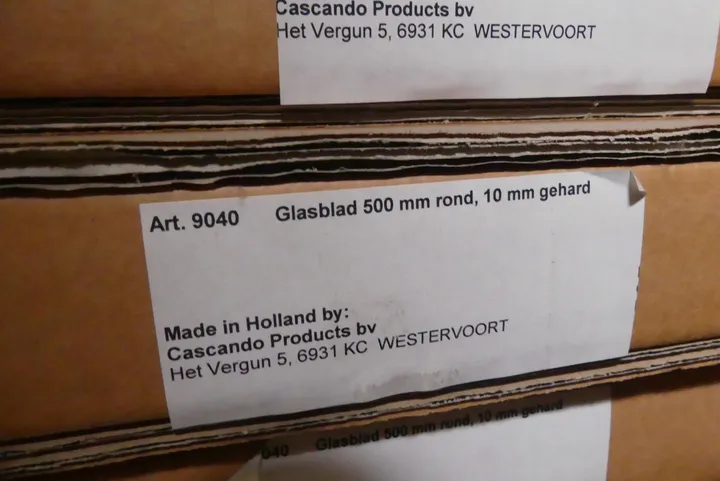 Cascando Products bv
Het Vergun 5, 6931 KC WESTERVOORT
Art. 9040 Glasblad 500 mm rond, 10 mm gehard
Made in Holland by:
Cascando Products bv
Het Vergun 5, 6931 KC WESTERVOORT
040 Glasblad 500 mm rond, 10 mm gehard